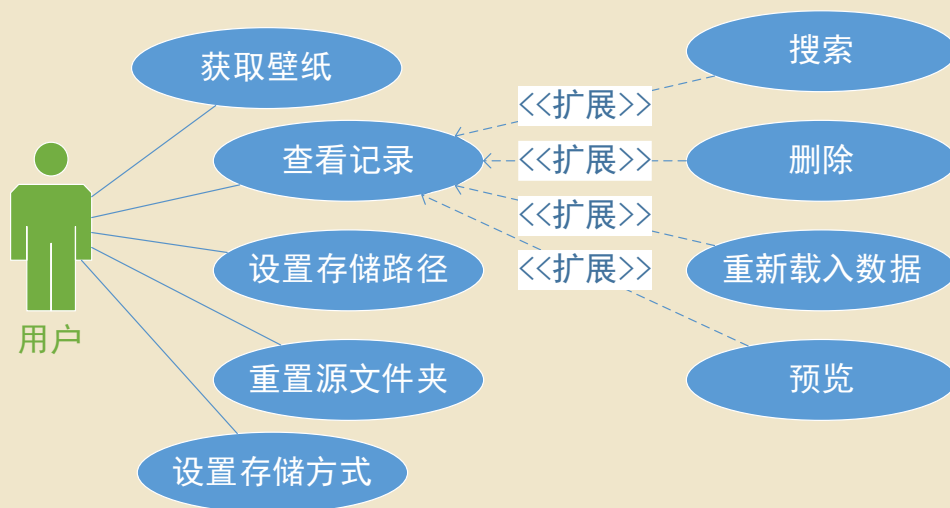 获取壁纸
搜索
<<扩展>>
查看记录
<<扩展>>
删除
<<扩展>>
设置存储路径
<<扩展>>
重新载入数据
用户
重置源文件夹
预览
设置存储方式